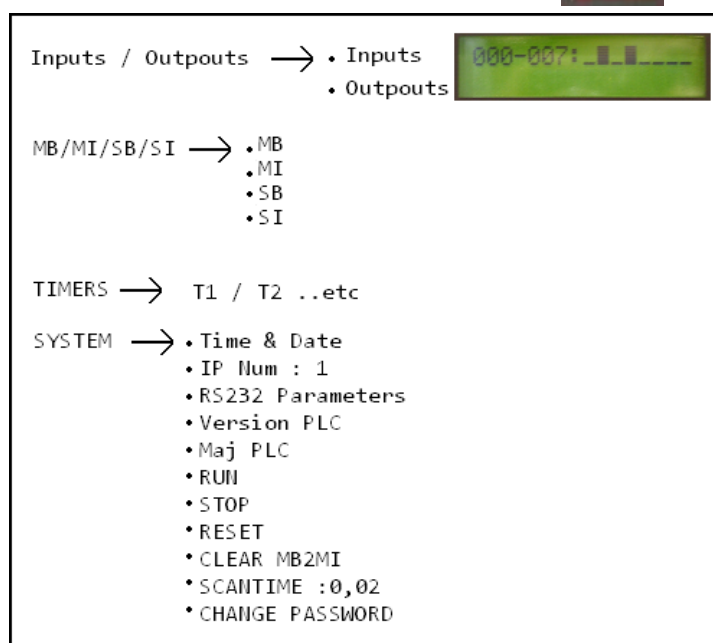 Inputs / Outpouts → • Inputs
000-007:_█_█____
• Outpouts
MB/MI/SB/SI → • MB
• MI
• SB
• SI
TIMERS → T1 / T2 ..etc
SYSTEM → • Time & Date
• IP Num : 1
• RS232 Parameters
• Version PLC
• Maj PLC
• RUN
• STOP
• RESET
• CLEAR MB2MI
• SCANTIME :0,02
• CHANGE PASSWORD